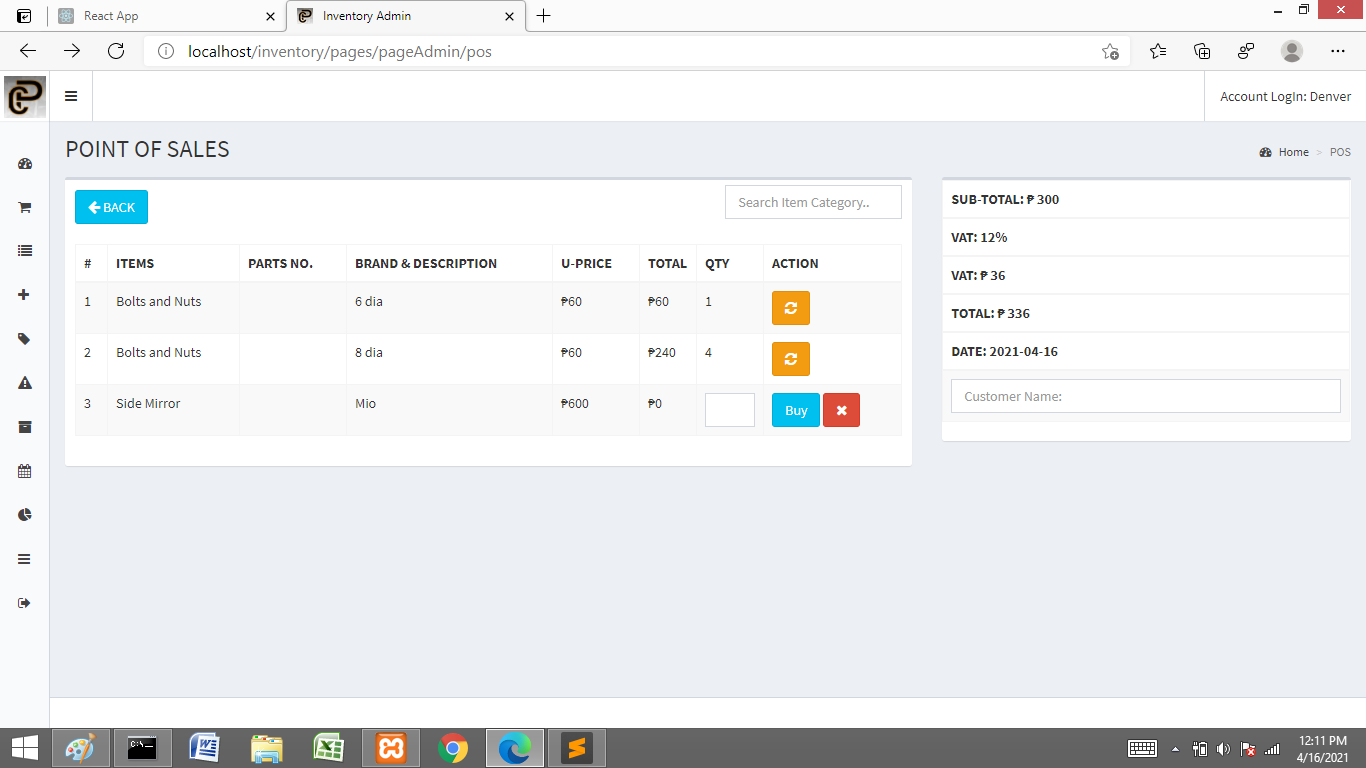 React App
Inventory Admin
localhost/inventory/pages/pageAdmin/pos
Account LogIn: Denver
POINT OF SALES
Home > POS
BACK
Search Item Category..
# ITEMS PARTS NO. BRAND & DESCRIPTION U-PRICE TOTAL QTY ACTION
1 Bolts and Nuts 6 dia ₱60 ₱60 1
2 Bolts and Nuts 8 dia ₱60 ₱240 4
3 Side Mirror Mio ₱600 ₱0 Buy
SUB-TOTAL: ₱ 300
VAT: 12%
VAT: ₱ 36
TOTAL: ₱ 336
DATE: 2021-04-16
Customer Name:
12:11 PM
4/16/2021